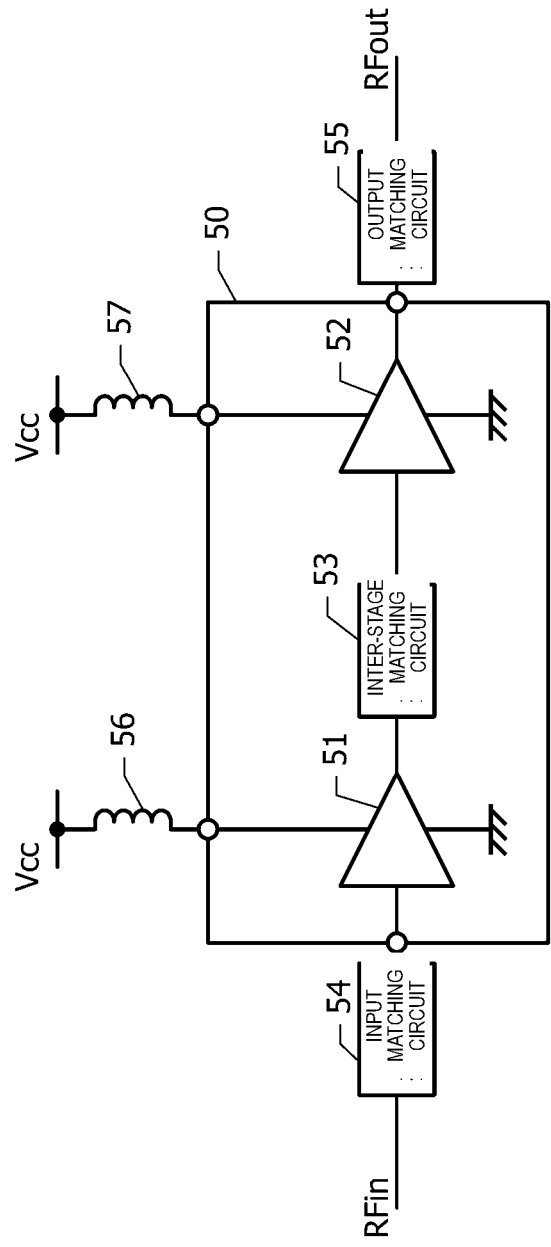 Vcc
Vcc
56
57
50
RFin
54
INPUT
MATCHING
CIRCUIT
51
53
INTER-STAGE
MATCHING
CIRCUIT
52
55
OUTPUT
MATCHING
CIRCUIT
RFout